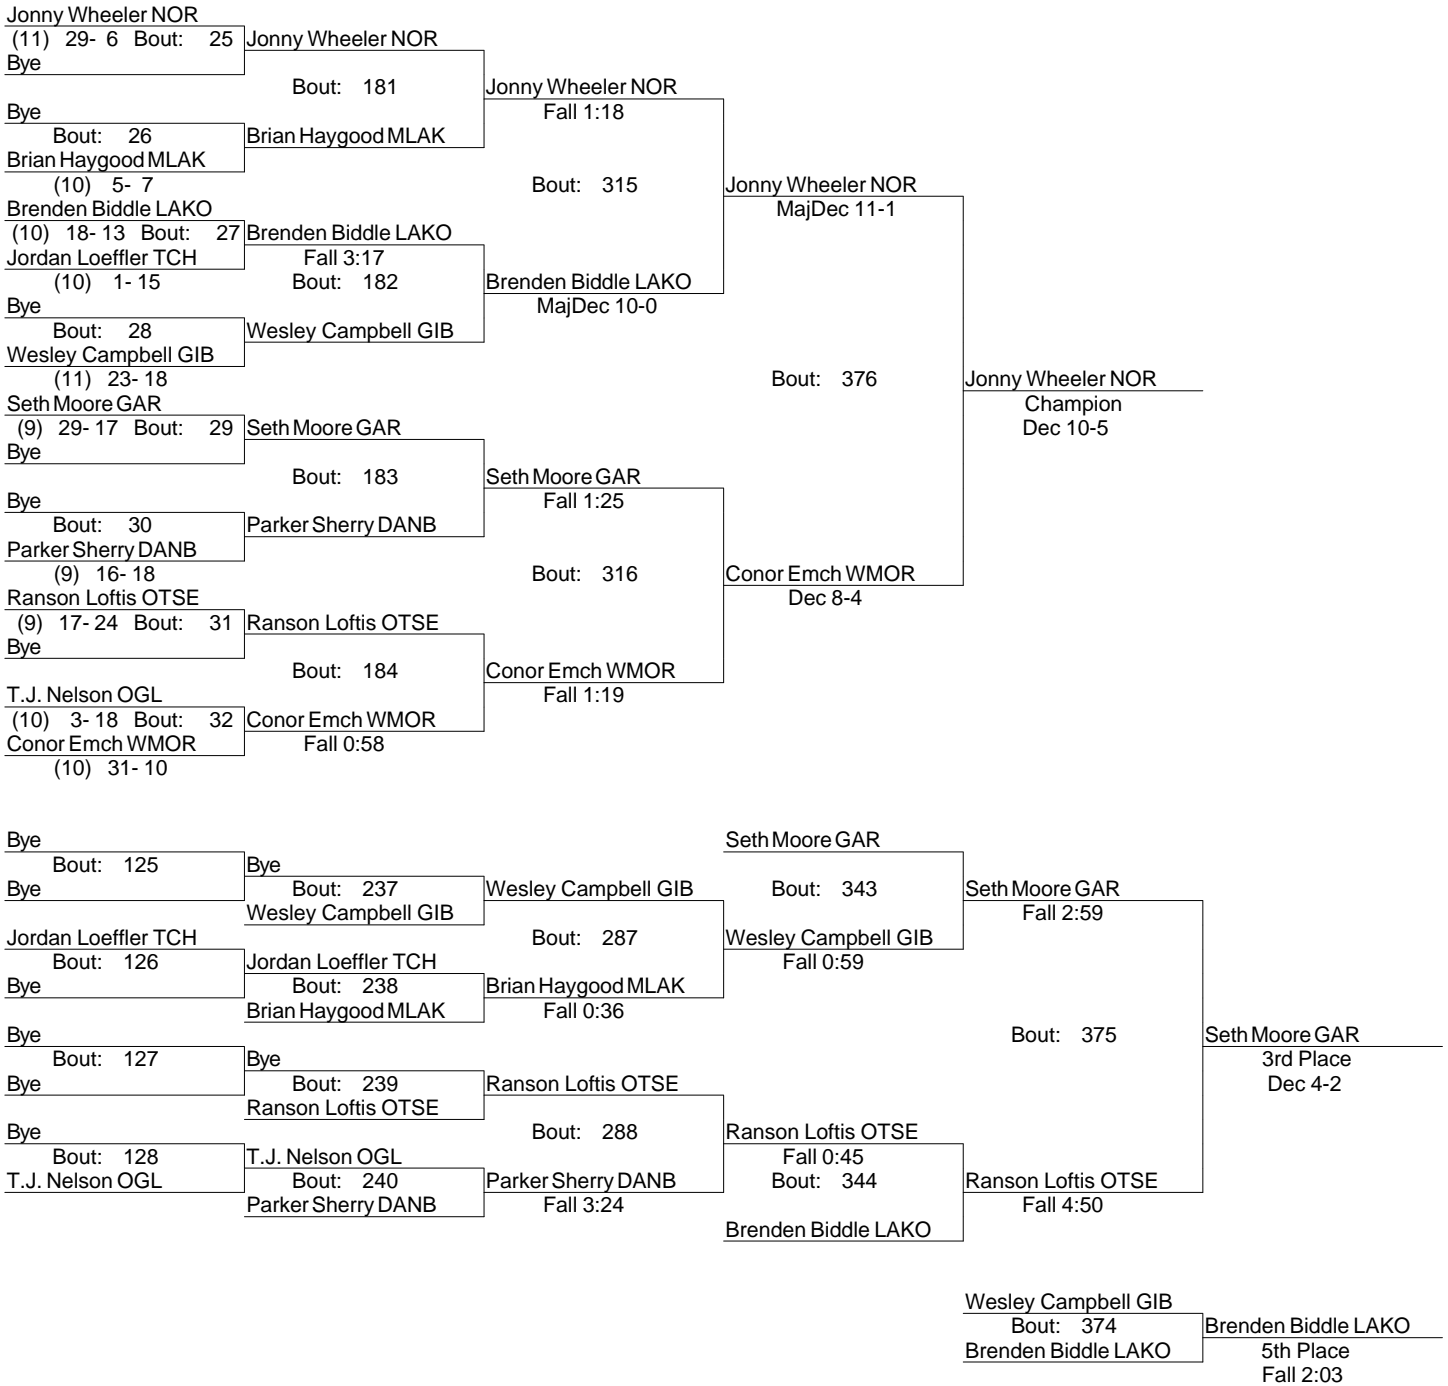 Jonny Wheeler NOR
(11) 29- 6 Bout: 25 Jonny Wheeler NOR
Bye
Bout: 181 Jonny Wheeler NOR
Bye Fall 1:18
Bout: 26 Brian Haygood MLAK
Brian Haygood MLAK
(10) 5- 7 Bout: 315 Jonny Wheeler NOR
Brenden Biddle LAKO MajDec 11-1
(10) 18- 13 Bout: 27 Brenden Biddle LAKO
Jordan Loeffler TCH Fall 3:17
(10) 1- 15 Bout: 182 Brenden Biddle LAKO
Bye MajDec 10-0
Bout: 28 Wesley Campbell GIB
Wesley Campbell GIB
(11) 23- 18 Bout: 376 Jonny Wheeler NOR
Seth Moore GAR Champion
(9) 29- 17 Bout: 29 Seth Moore GAR Dec 10-5
Bye
Bout: 183 Seth Moore GAR
Bye Fall 1:25
Bout: 30 Parker Sherry DANB
Parker Sherry DANB
(9) 16- 18 Bout: 316 Conor Emch WMOR
Ranson Loftis OTSE Dec 8-4
(9) 17- 24 Bout: 31 Ranson Loftis OTSE
Bye
Bout: 184 Conor Emch WMOR
T.J. Nelson OGL Fall 1:19
(10) 3- 18 Bout: 32 Conor Emch WMOR
Conor Emch WMOR Fall 0:58
(10) 31- 10
Bye Seth Moore GAR
Bout: 125 Bye
Bye Bout: 237 Wesley Campbell GIB Bout: 343 Seth Moore GAR
Wesley Campbell GIB Fall 2:59
Jordan Loeffler TCH Bout: 287 Wesley Campbell GIB
Bout: 126 Jordan Loeffler TCH Fall 0:59
Bye Bout: 238 Brian Haygood MLAK
Brian Haygood MLAK Fall 0:36
Bye Bout: 375 Seth Moore GAR
Bout: 127 Bye 3rd Place
Bye Bout: 239 Ranson Loftis OTSE Dec 4-2
Ranson Loftis OTSE
Bye Bout: 288 Ranson Loftis OTSE
Bout: 128 T.J. Nelson OGL Fall 0:45
T.J. Nelson OGL Bout: 240 Parker Sherry DANB Bout: 344 Ranson Loftis OTSE
Parker Sherry DANB Fall 3:24 Fall 4:50
Brenden Biddle LAKO
Wesley Campbell GIB
Bout: 374 Brenden Biddle LAKO
Brenden Biddle LAKO 5th Place
Fall 2:03